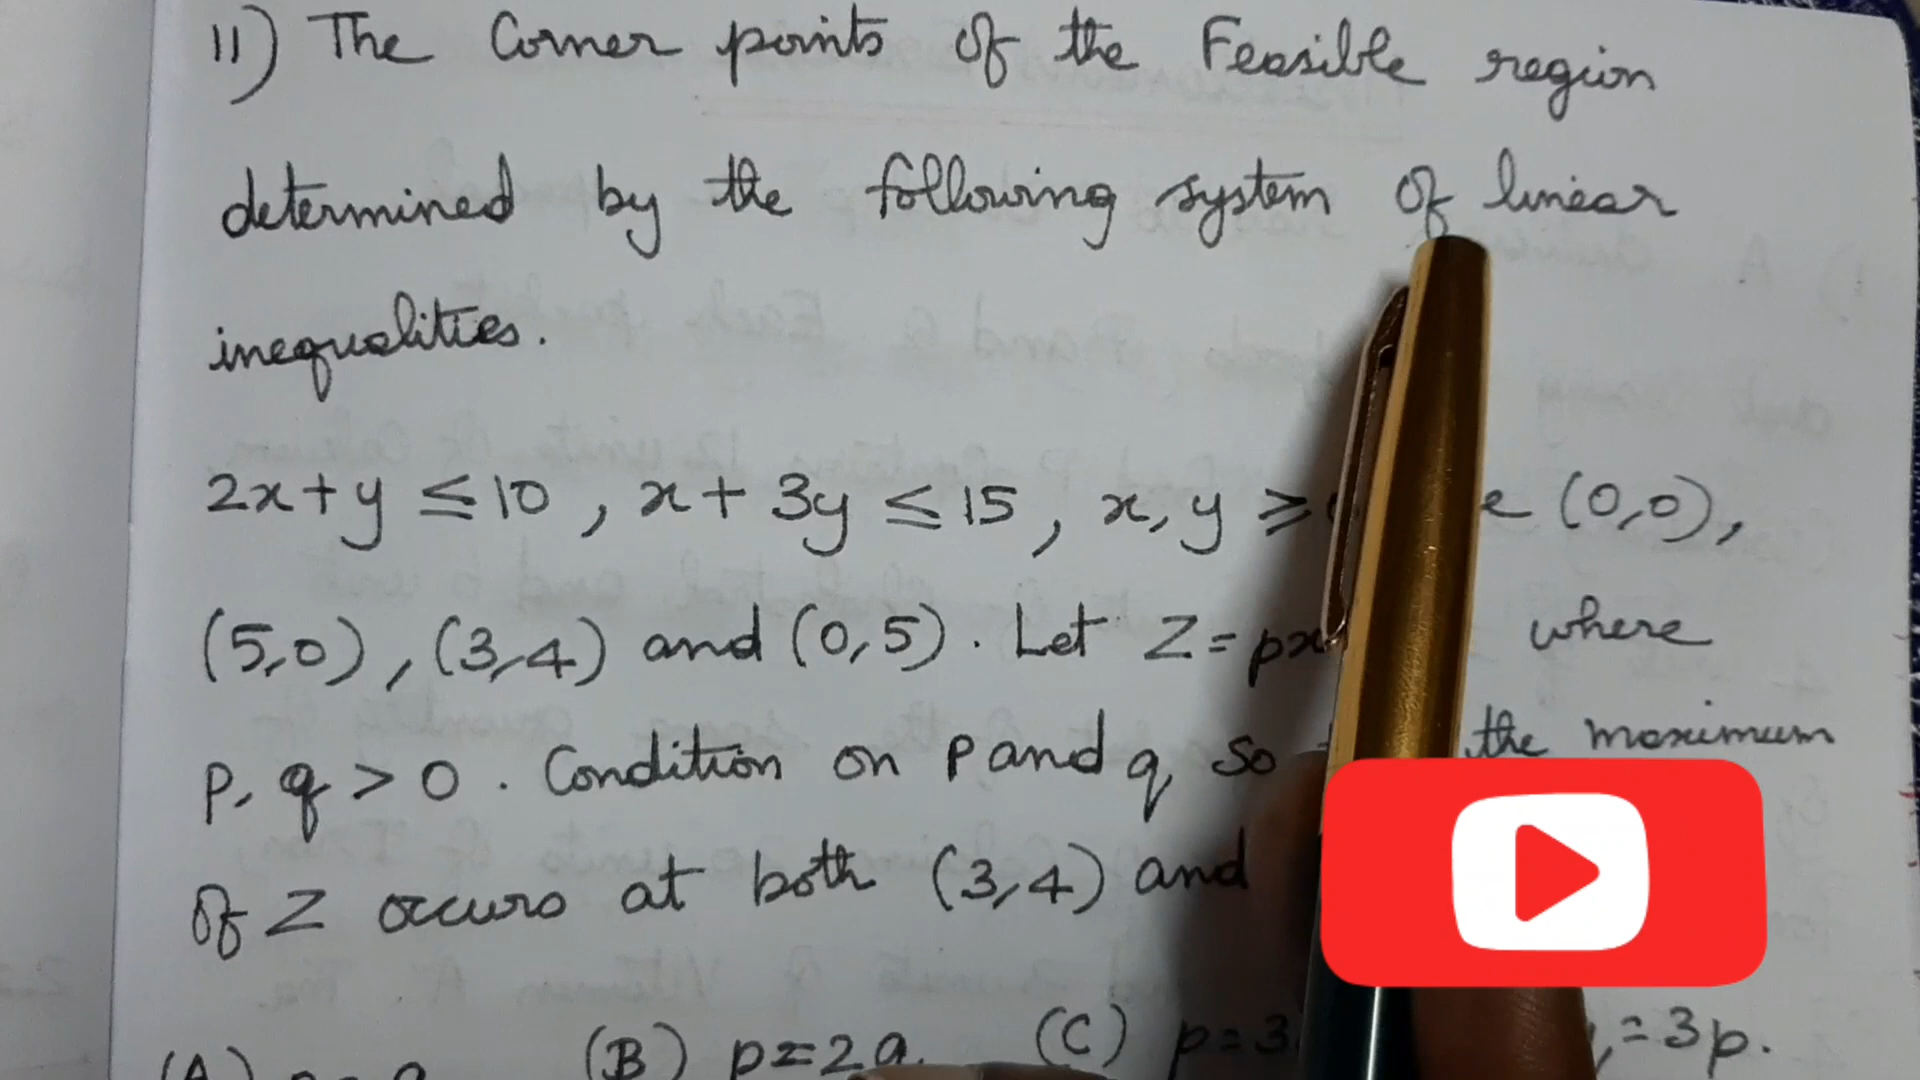 11) The Corner points of the Feasible region
determined by the following system of linear
inequalities.
2x+y ≤ 10 , x+ 3y ≤ 15 , x, y ≥ (0,0),
(5,0) , (3,4) and (0,5) . Let Z = px where
p, q > 0 . Condition on p and q so the maximum
of Z occurs at both (3,4) and
(A) (B) p=2q. (C) p=3 =3p.